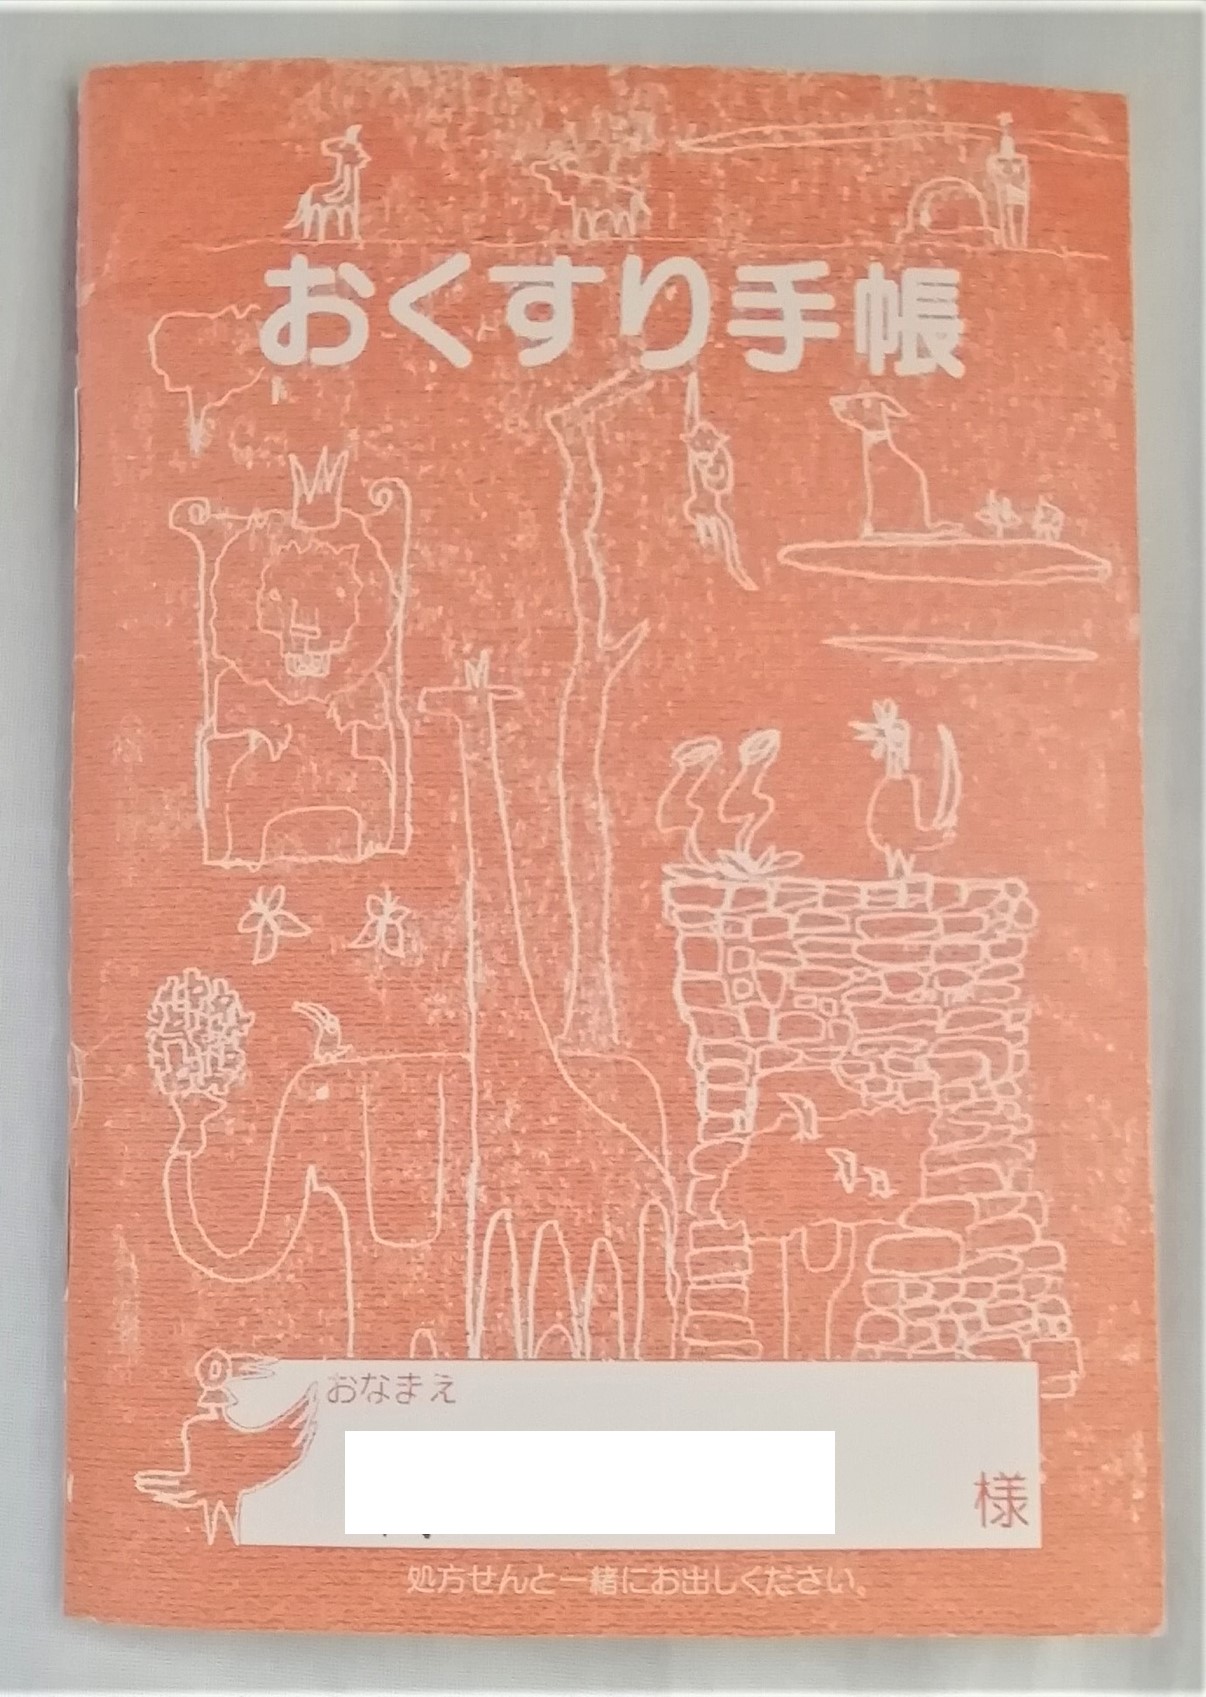 おくすり手帳
おなまえ
様
処方せんと一緒にお出しください。